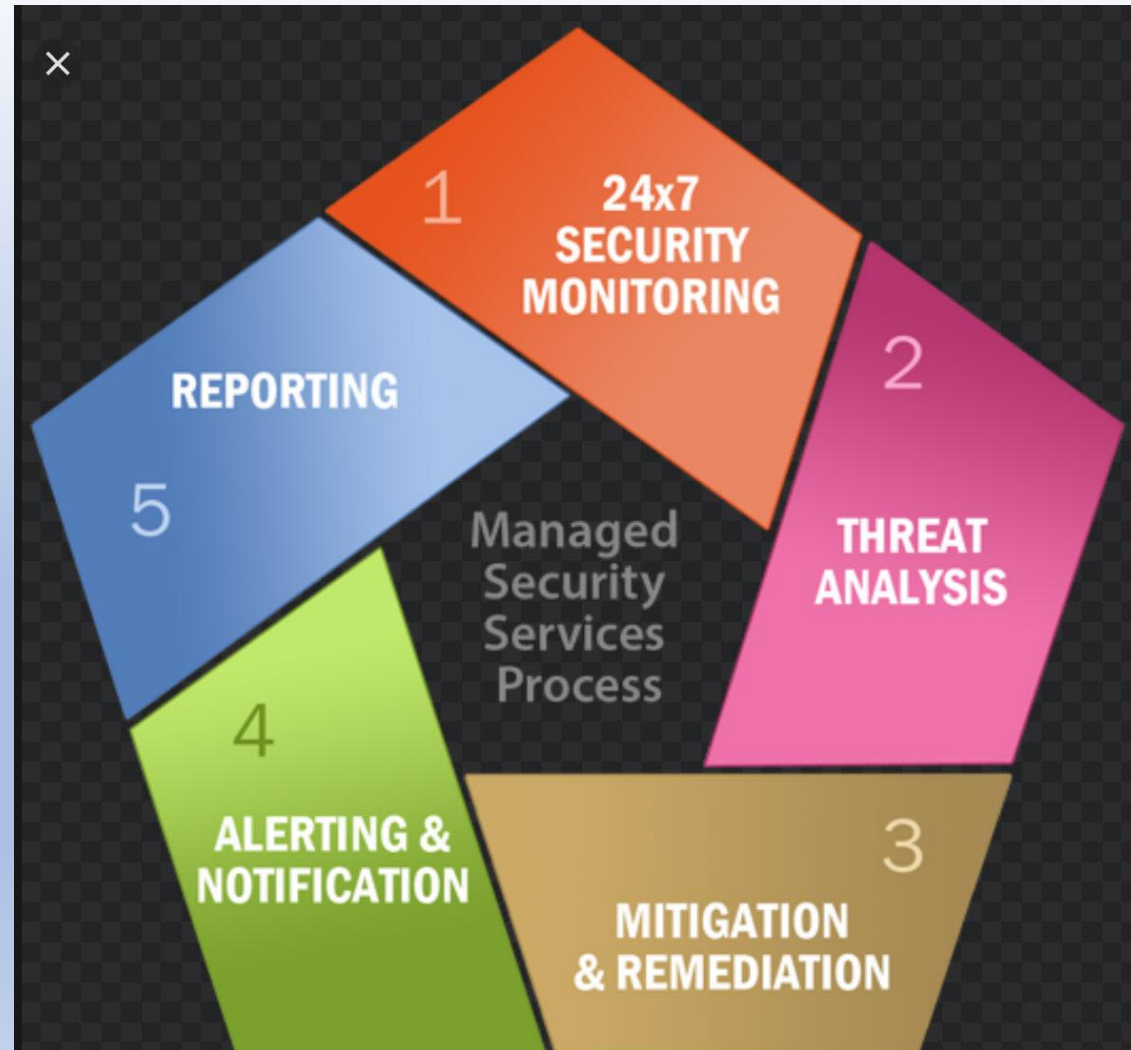 1
24x7
SECURITY
MONITORING
2
THREAT
ANALYSIS
3
MITIGATION
& REMEDIATION
4
ALERTING &
NOTIFICATION
5
REPORTING
Managed
Security
Services
Process